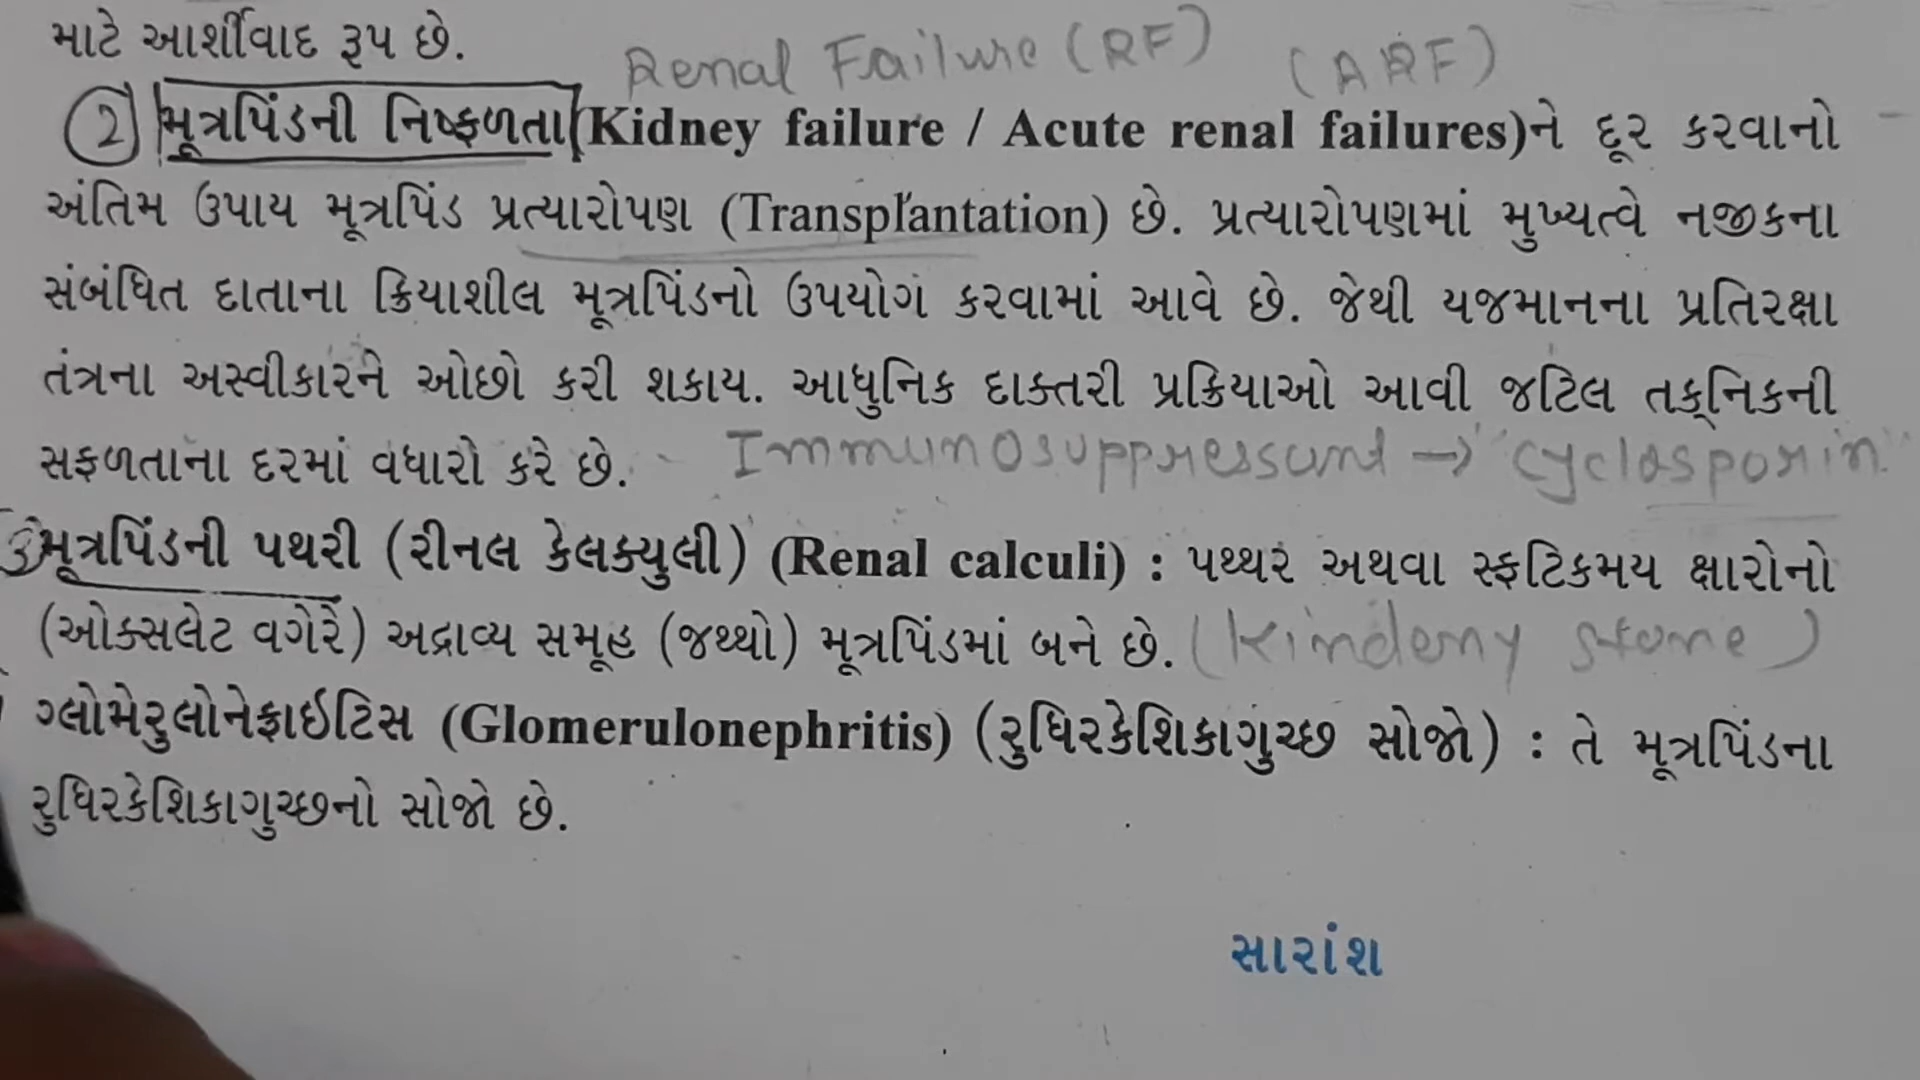 માટે આર્શીવાદ રૂપ છે.
Renal Failure (RF) (ARF)
② મૂત્રપિંડની નિષ્ફળતા (Kidney failure / Acute renal failures)ને દૂર કરવાનો
અંતિમ ઉપાય મૂત્રપિંડ પ્રત્યારોપણ (Transplantation) છે. પ્રત્યારોપણમાં મુખ્યત્વે નજીકના
સંબંધિત દાતાના ક્રિયાશીલ મૂત્રપિંડનો ઉપયોગ કરવામાં આવે છે. જેથી યજમાનના પ્રતિરક્ષા
તંત્રના અસ્વીકારને ઓછો કરી શકાય. આધુનિક દાક્તરી પ્રક્રિયાઓ આવી જટિલ તક્નિકની
સફળતાના દરમાં વધારો કરે છે. - Immunosuppressant → "Cyclosporin"
③ મૂત્રપિંડની પથરી (રીનલ કેલક્યુલી) (Renal calculi) : પથ્થર અથવા સ્ફટિકમય ક્ષારોનો
(ઓક્સલેટ વગેરે) અદ્રાવ્ય સમૂહ (જથ્થો) મૂત્રપિંડમાં બને છે. (Kindeny stone)
ગ્લોમેરુલોનેફ્રાઇટિસ (Glomerulonephritis) (રુધિરકેશિકાગુચ્છ સોજો) : તે મૂત્રપિંડના
રુધિરકેશિકાગુચ્છનો સોજો છે.
સારાંશ